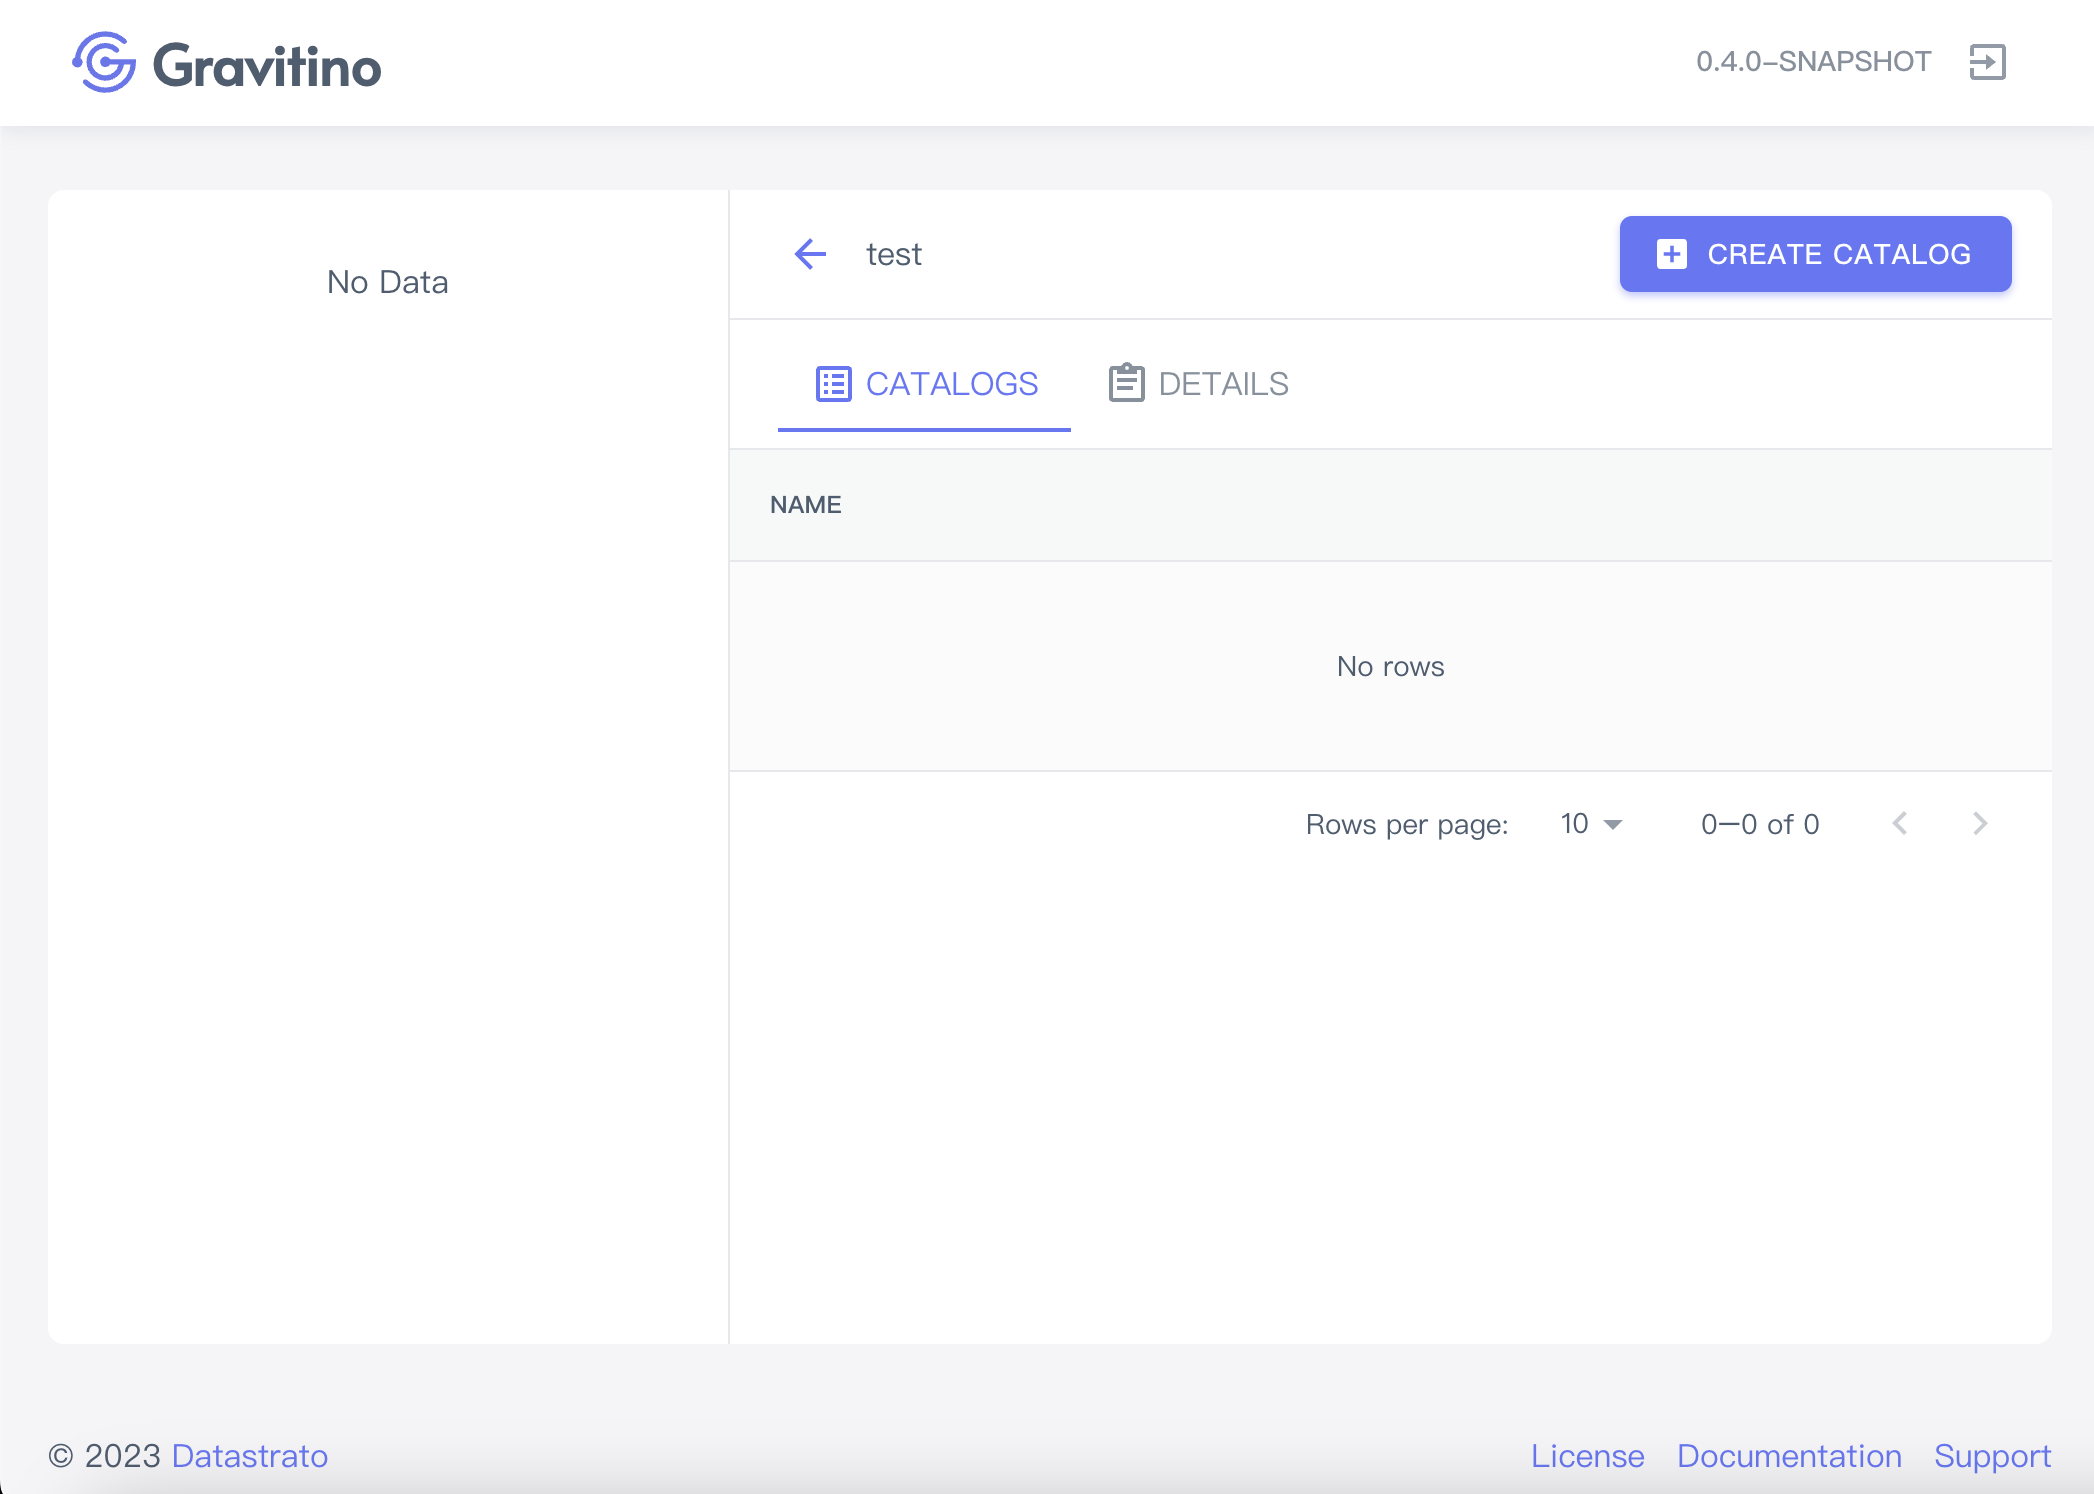 Gravitino
0.4.0-SNAPSHOT
No Data
test
CREATE CATALOG
CATALOGS
DETAILS
NAME
No rows
Rows per page: 10 0–0 of 0
© 2023 Datastrato
License Documentation Support